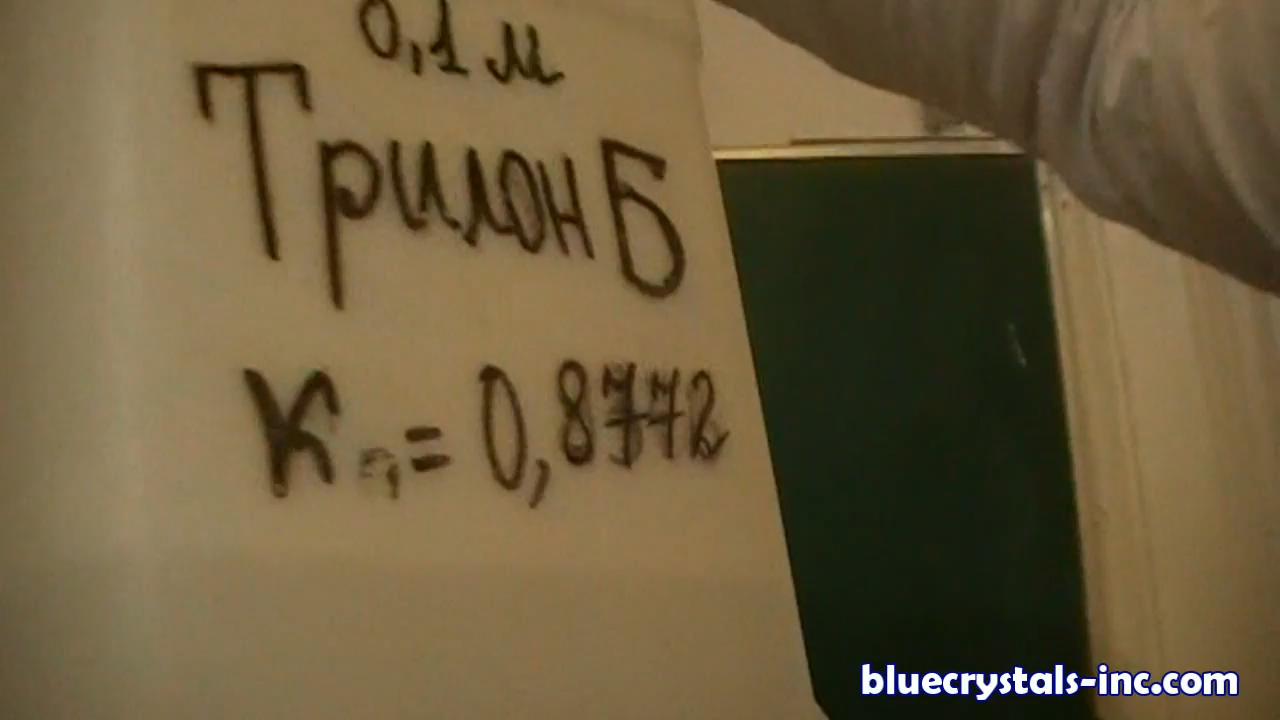 0,1 м
Трилон Б
К = 0,8772
bluecrystals-inc.com